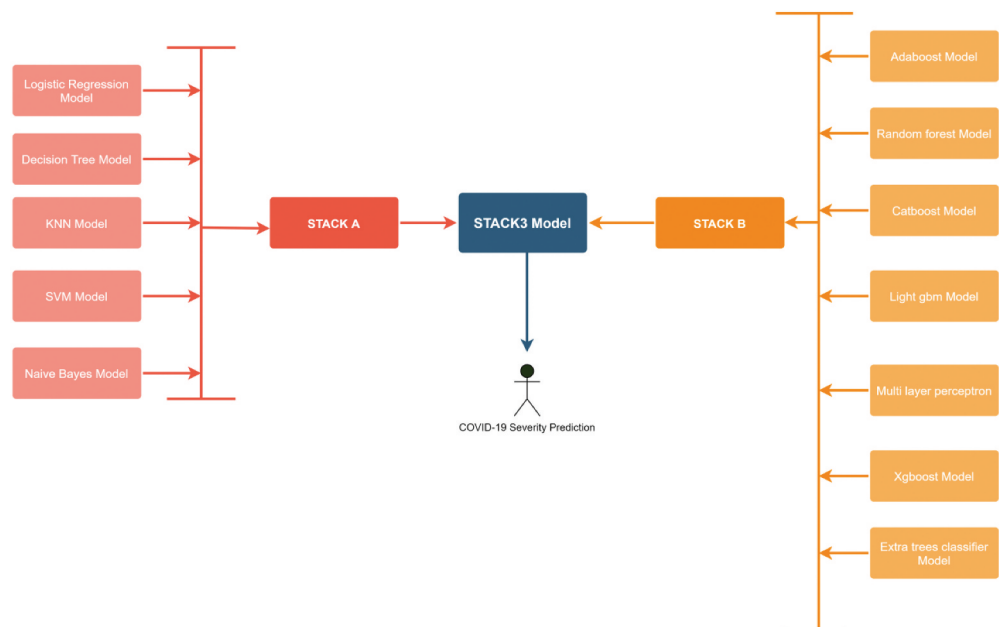 Logistic Regression
Model
Decision Tree Model
KNN Model
SVM Model
Naive Bayes Model
STACK A
STACK3 Model
COVID-19 Severity Prediction
STACK B
Adaboost Model
Random forest Model
Catboost Model
Light gbm Model
Multi layer perceptron
Xgboost Model
Extra trees classifier
Model